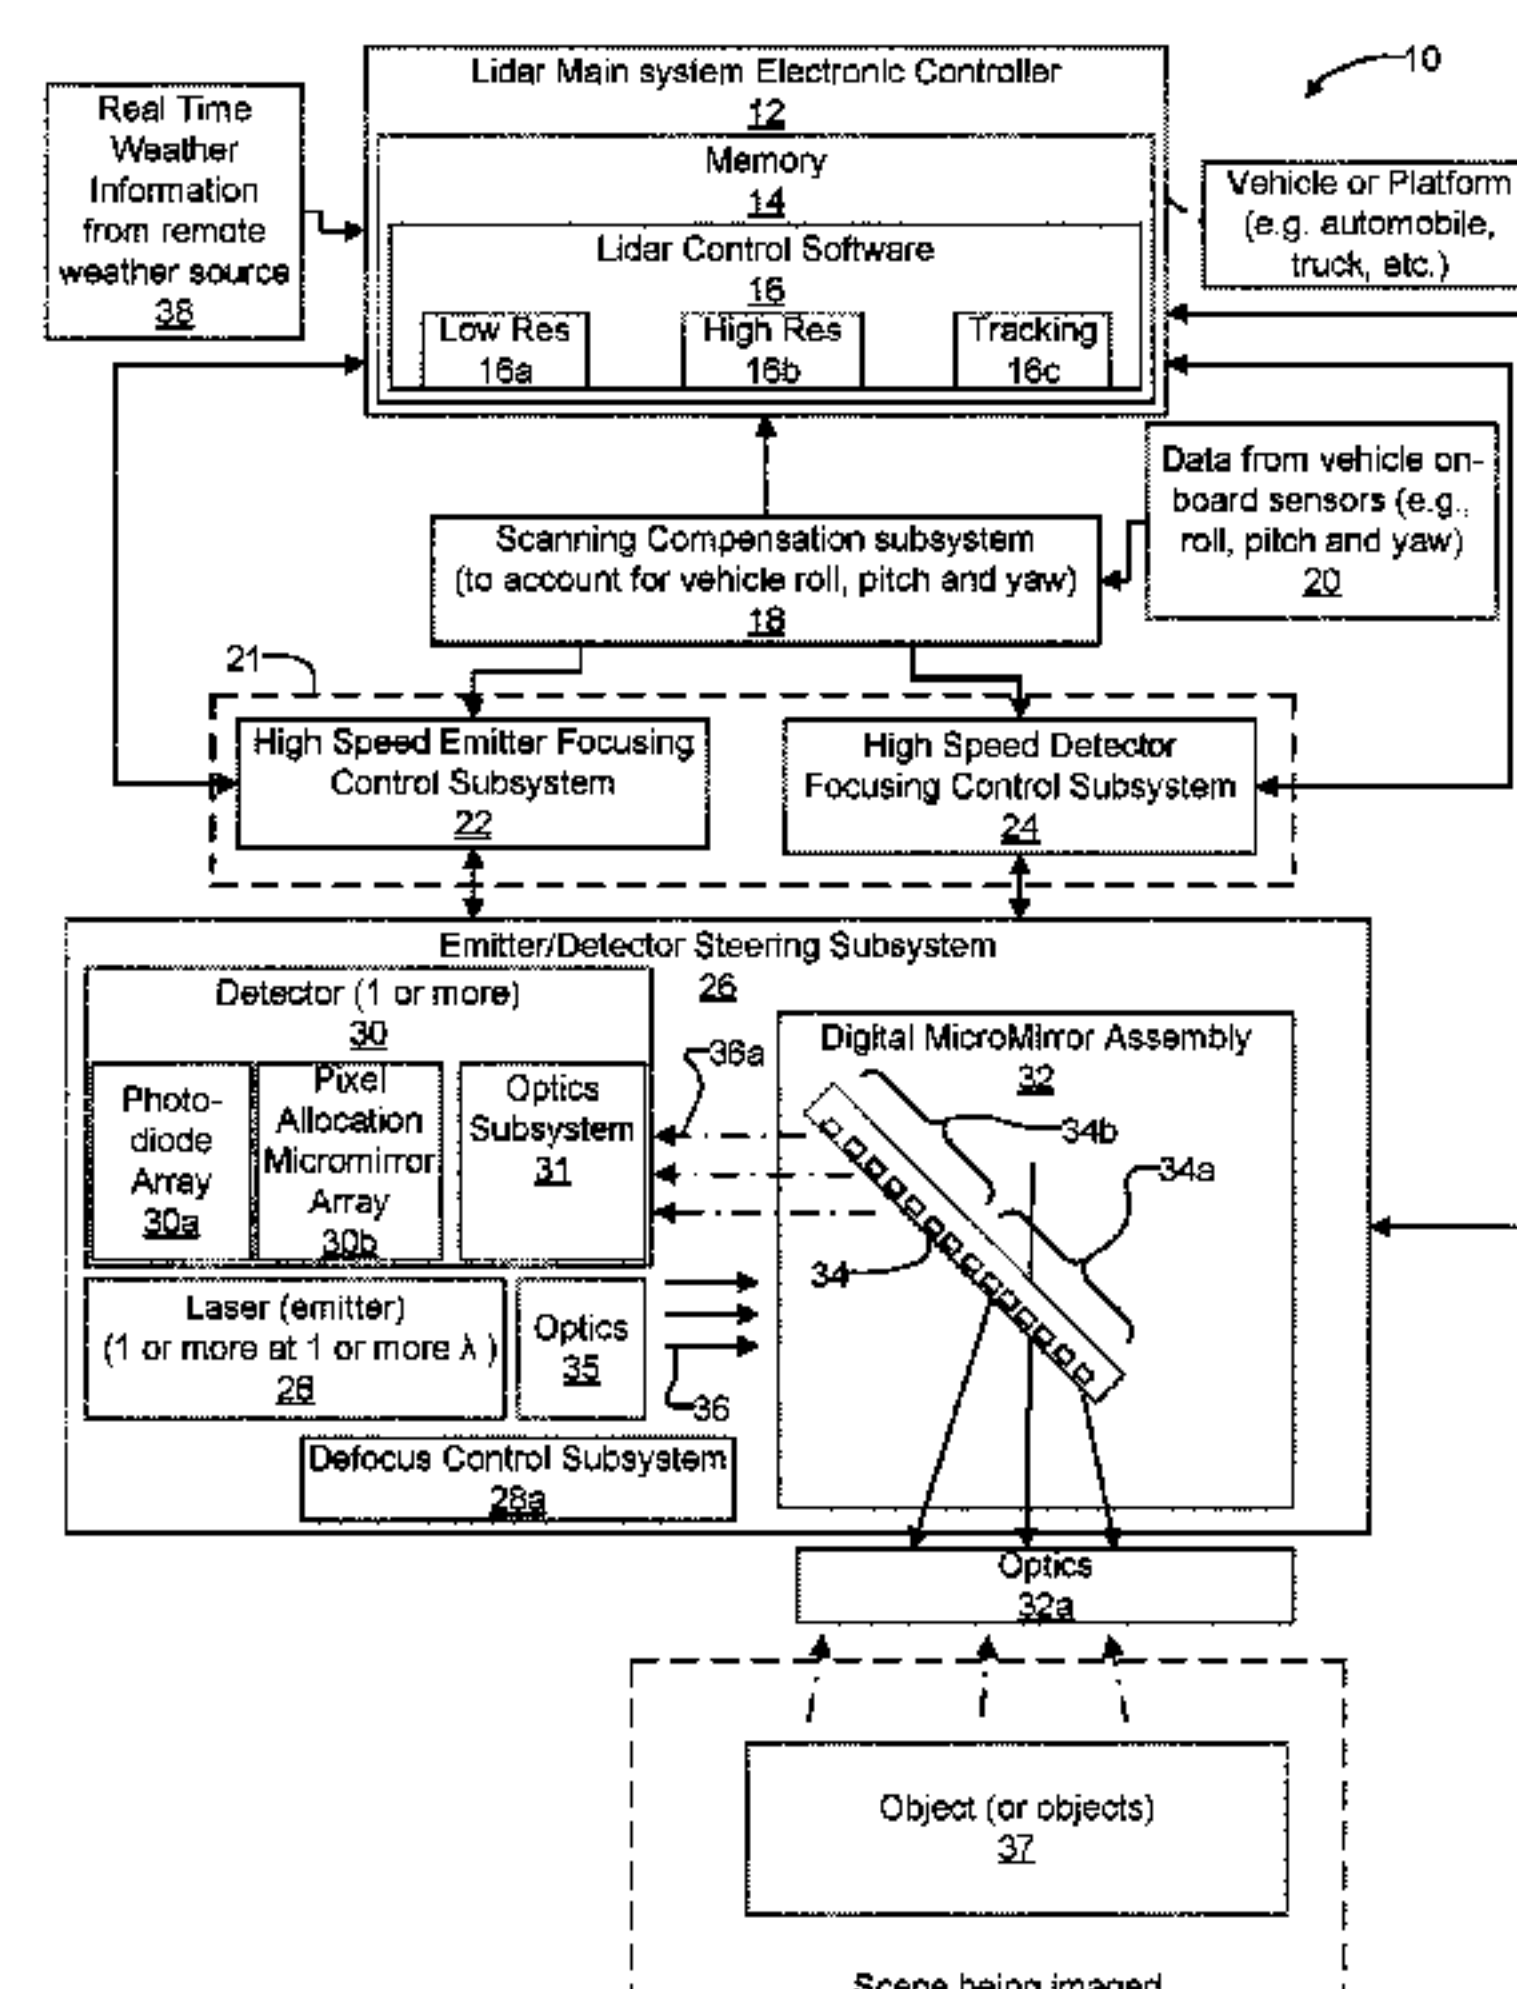 10
Lidar Main system Electronic Controller
12
Real Time
Weather
Information
from remote
weather source
38
Memory
14
Vehicle or Platform
(e.g. automobile,
truck, etc.)
Lidar Control Software
16
Low Res
16a
High Res
16b
Tracking
16c
Data from vehicle on-
board sensors (e.g.,
roll, pitch and yaw)
20
Scanning Compensation subsystem
(to account for vehicle roll, pitch and yaw)
18
21
High Speed Emitter Focusing
Control Subsystem
22
High Speed Detector
Focusing Control Subsystem
24
Emitter/Detector Steering Subsystem
26
Detector (1 or more)
30
Photo-
diode
Array
30a
Pixel
Allocation
Micromirror
Array
30b
Optics
Subsystem
31
36a
Digital MicroMirror Assembly
32
34b
34a
34
Laser (emitter)
(1 or more at 1 or more λ )
28
Optics
35
36
Defocus Control Subsystem
28a
Optics
32a
Object (or objects)
37
Scene being imaged